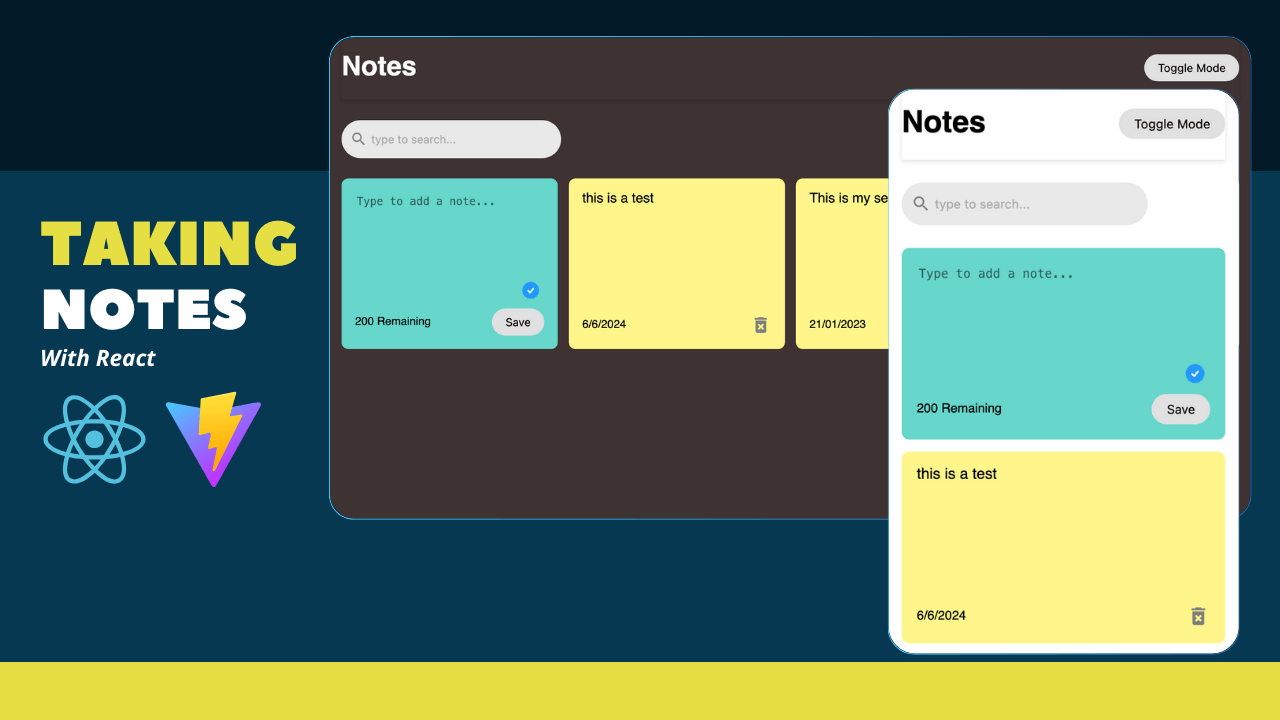 TAKING
NOTES
With React
Notes
Toggle Mode
type to search...
Type to add a note...
200 Remaining
Save
this is a test
6/6/2024
This is my se
21/01/2023
Notes
Toggle Mode
type to search...
Type to add a note...
200 Remaining
Save
this is a test
6/6/2024